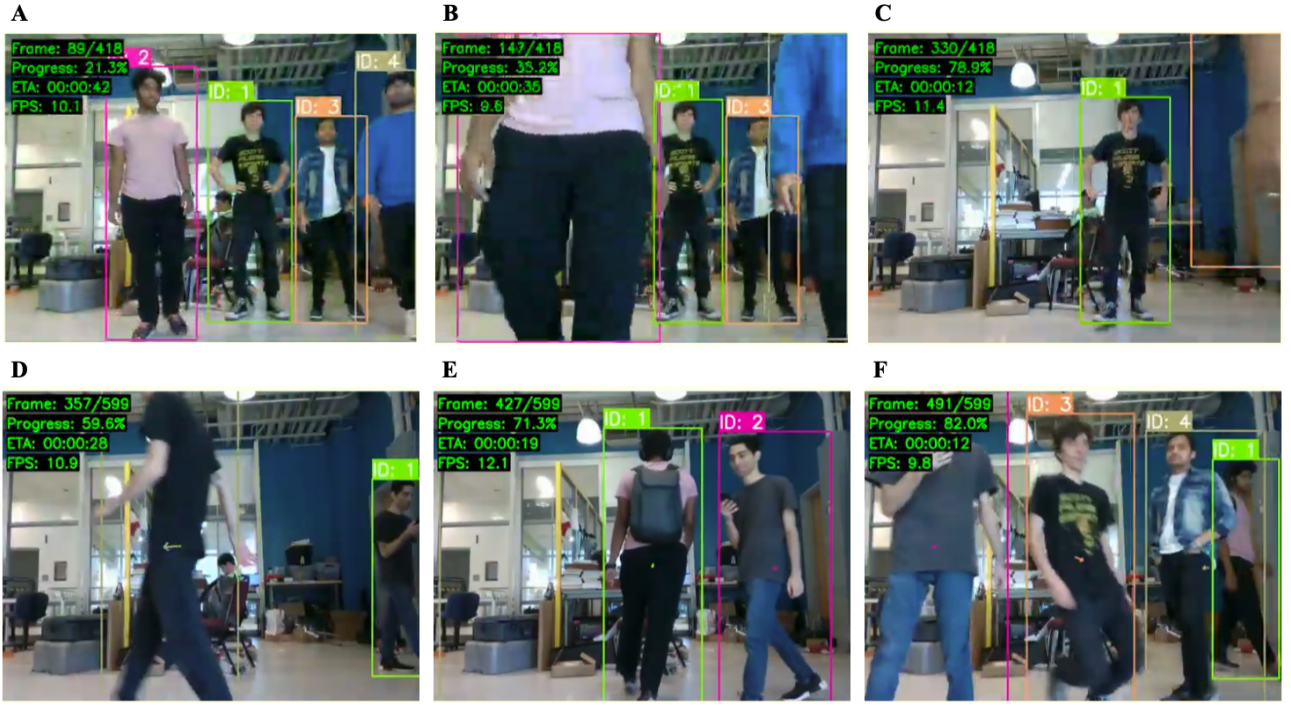 A
Frame: 89/418
Progress: 21.3%
ETA: 00:00:42
FPS: 10.1
2
ID: 1
ID: 3
ID: 4
B
Frame: 147/418
Progress: 35.2%
ETA: 00:00:35
FPS: 9.6
ID: 1
ID: 3
C
Frame: 330/418
Progress: 78.9%
ETA: 00:00:12
FPS: 11.4
ID: 1
D
Frame: 357/599
Progress: 59.6%
ETA: 00:00:28
FPS: 10.9
ID: 1
E
Frame: 427/599
Progress: 71.3%
ETA: 00:00:19
FPS: 12.1
ID: 1
ID: 2
F
Frame: 491/599
Progress: 82.0%
ETA: 00:00:12
FPS: 9.8
ID: 3
ID: 4
ID: 1